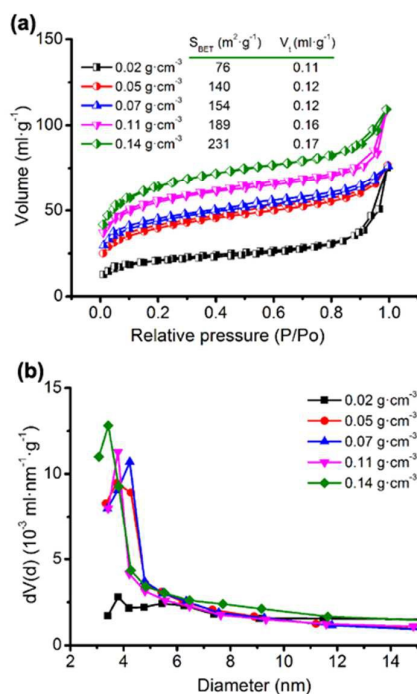 (a)
S_BET (m²·g⁻¹) V_t (ml·g⁻¹)
0.02 g·cm⁻³ 76 0.11
0.05 g·cm⁻³ 140 0.12
0.07 g·cm⁻³ 154 0.12
0.11 g·cm⁻³ 189 0.16
0.14 g·cm⁻³ 231 0.17
150
100
50
0
Volume (ml·g⁻¹)
0.0 0.2 0.4 0.6 0.8 1.0
Relative pressure (P/Po)
(b)
15
10
5
0
dV(d) (10⁻³ ml·nm⁻¹·g⁻¹)
0.02 g·cm⁻³
0.05 g·cm⁻³
0.07 g·cm⁻³
0.11 g·cm⁻³
0.14 g·cm⁻³
2 4 6 8 10 12 14
Diameter (nm)